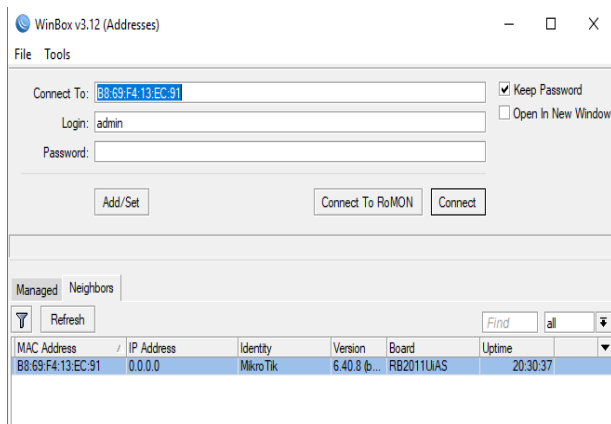 WinBox v3.12 (Addresses)
File Tools
Connect To: B8:69:F4:13:EC:91
Keep Password
Login: admin
Open In New Window
Password:
Add/Set Connect To RoMON Connect
Managed Neighbors
Refresh Find all
MAC Address IP Address Identity Version Board Uptime
B8:69:F4:13:EC:91 0.0.0.0 MikroTik 6.40.8 (b... RB2011UiAS 20:30:37